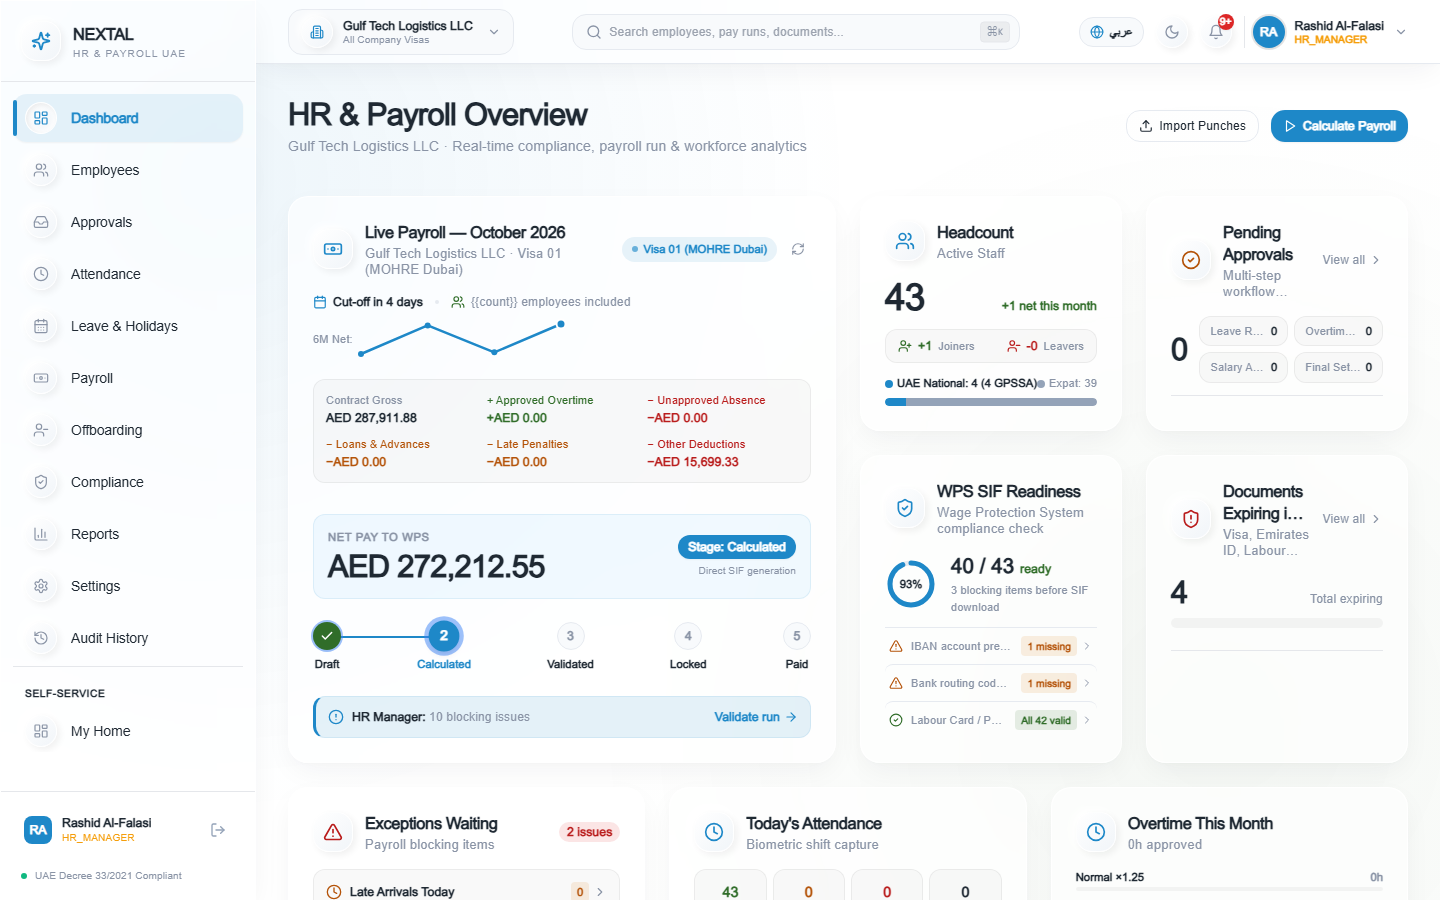 NEXTAL
HR & PAYROLL UAE
Dashboard
Employees
Approvals
Attendance
Leave & Holidays
Payroll
Offboarding
Compliance
Reports
Settings
Audit History
SELF-SERVICE
My Home
RA
Rashid Al-Falasi
HR_MANAGER
UAE Decree 33/2021 Compliant
Gulf Tech Logistics LLC
All Company Visas
Search employees, pay runs, documents...
⌘K
عربي
9+
RA
Rashid Al-Falasi
HR_MANAGER
HR & Payroll Overview
Gulf Tech Logistics LLC · Real-time compliance, payroll run & workforce analytics
Import Punches
Calculate Payroll
Live Payroll — October 2026
Gulf Tech Logistics LLC · Visa 01
(MOHRE Dubai)
Visa 01 (MOHRE Dubai)
Cut-off in 4 days
{{count}} employees included
6M Net:
Contract Gross
AED 287,911.88
+ Approved Overtime
+AED 0.00
− Unapproved Absence
−AED 0.00
− Loans & Advances
−AED 0.00
− Late Penalties
−AED 0.00
− Other Deductions
−AED 15,699.33
NET PAY TO WPS
AED 272,212.55
Stage: Calculated
Direct SIF generation
2 3 4 5
Draft Calculated Validated Locked Paid
HR Manager: 10 blocking issues
Validate run
Headcount
Active Staff
43
+1 net this month
+1 Joiners
-0 Leavers
UAE National: 4 (4 GPSSA)
Expat: 39
Pending
Approvals
Multi-step
workflow...
View all
0
Leave R... 0
Overtim... 0
Salary A... 0
Final Set... 0
WPS SIF Readiness
Wage Protection System
compliance check
93%
40 / 43 ready
3 blocking items before SIF
download
IBAN account pre... 1 missing
Bank routing cod... 1 missing
Labour Card / P... All 42 valid
Documents
Expiring i...
Visa, Emirates
ID, Labour...
View all
4
Total expiring
Exceptions Waiting
Payroll blocking items
2 issues
Late Arrivals Today
0
Today's Attendance
Biometric shift capture
43 0 0 0
Overtime This Month
0h approved
Normal ×1.25
0h